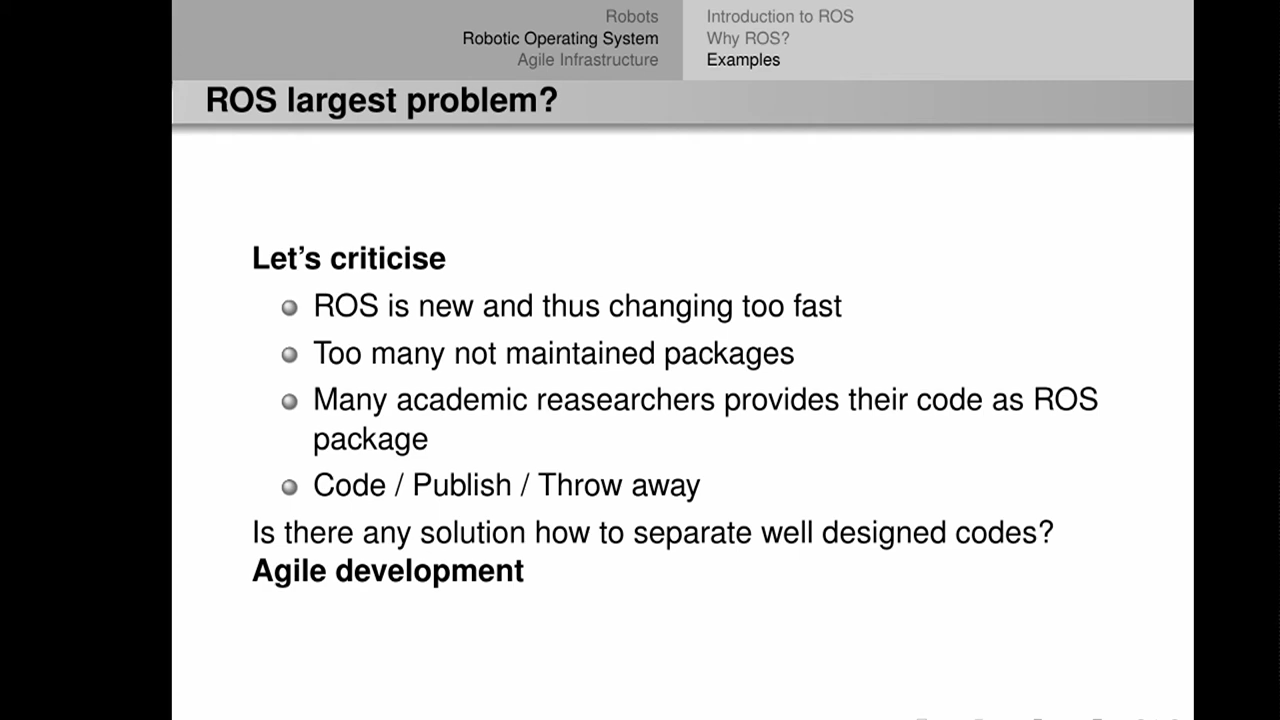 Robots
Robotic Operating System
Agile Infrastructure
Introduction to ROS
Why ROS?
Examples
ROS largest problem?
Let's criticise
ROS is new and thus changing too fast
Too many not maintained packages
Many academic reasearchers provides their code as ROS
package
Code / Publish / Throw away
Is there any solution how to separate well designed codes?
Agile development